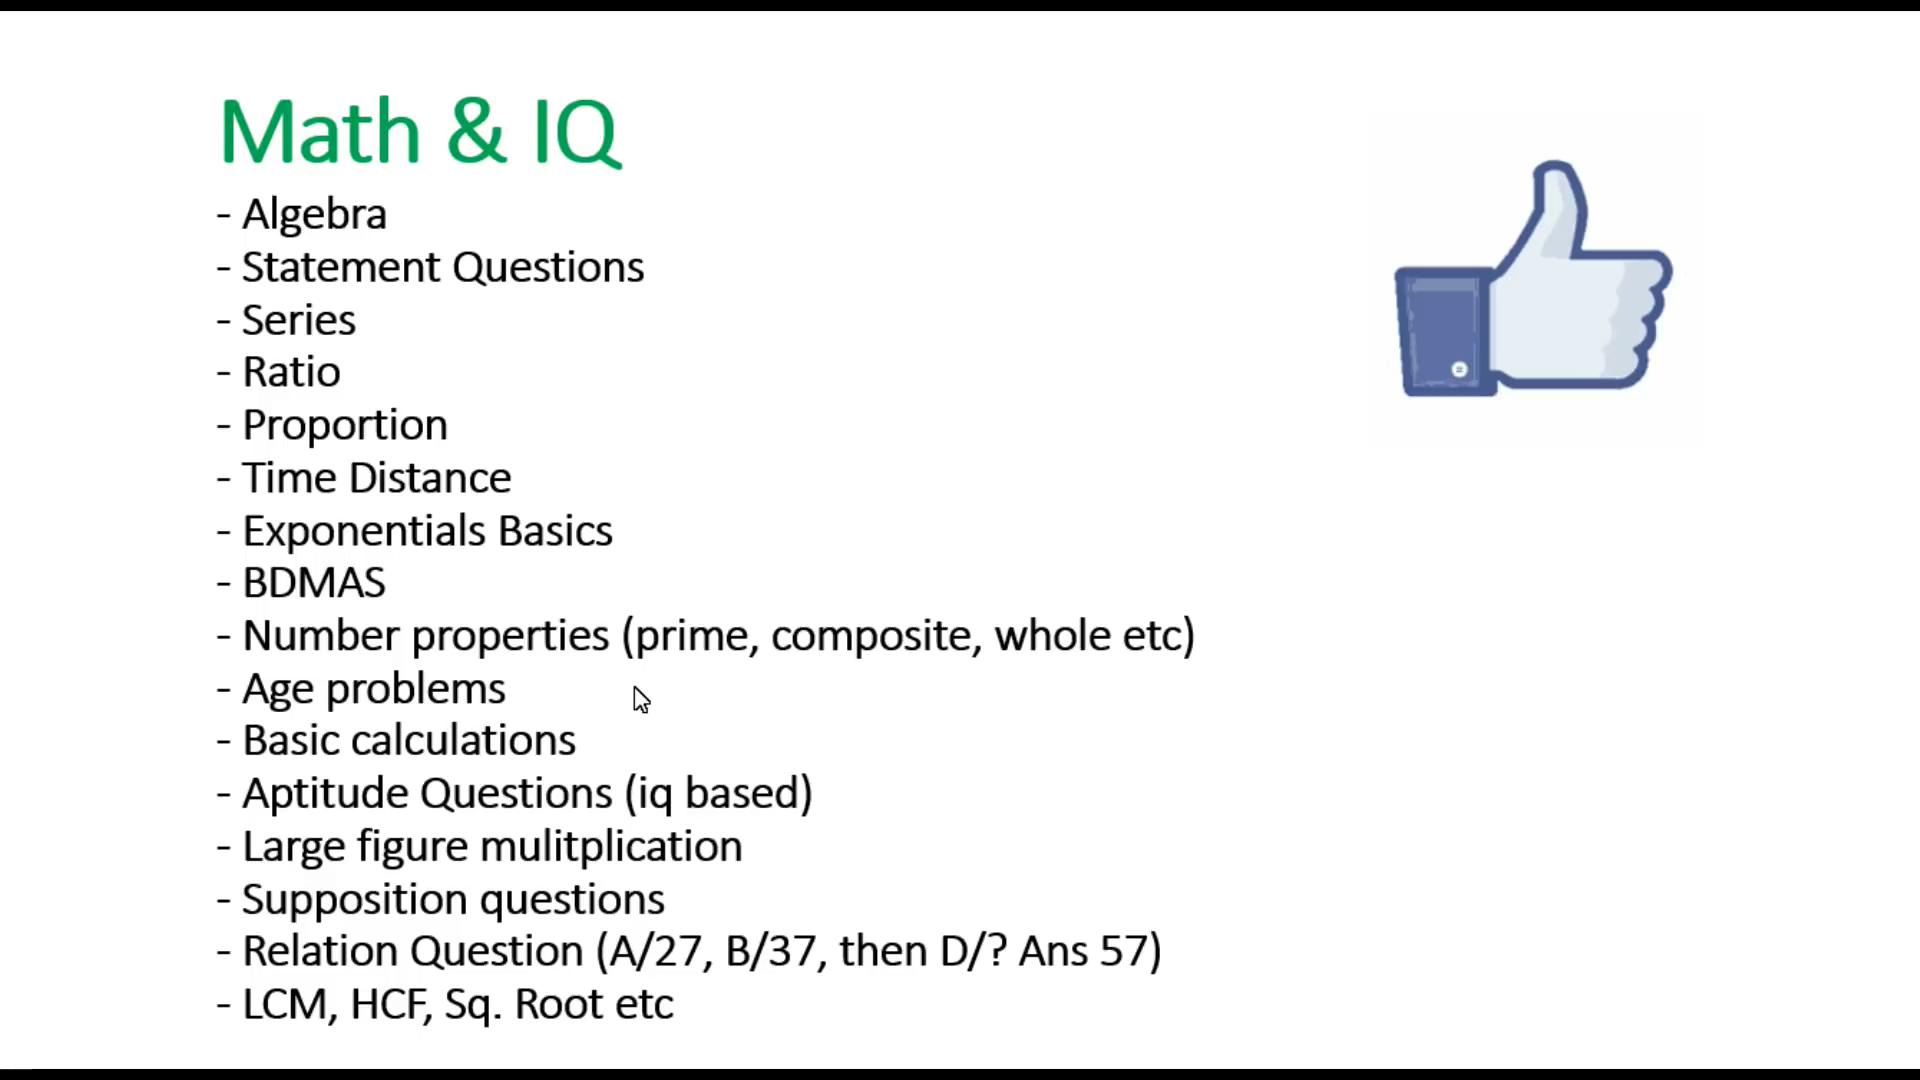 Math & IQ
- Algebra
- Statement Questions
- Series
- Ratio
- Proportion
- Time Distance
- Exponentials Basics
- BDMAS
- Number properties (prime, composite, whole etc)
- Age problems
- Basic calculations
- Aptitude Questions (iq based)
- Large figure mulitplication
- Supposition questions
- Relation Question (A/27, B/37, then D/? Ans 57)
- LCM, HCF, Sq. Root etc